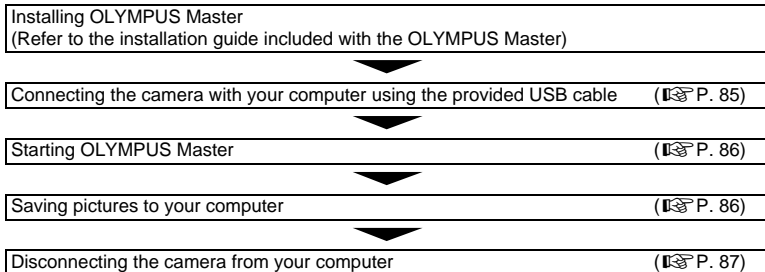 Installing OLYMPUS Master
(Refer to the installation guide included with the OLYMPUS Master)
Connecting the camera with your computer using the provided USB cable (☞P. 85)
Starting OLYMPUS Master (☞P. 86)
Saving pictures to your computer (☞P. 86)
Disconnecting the camera from your computer (☞P. 87)